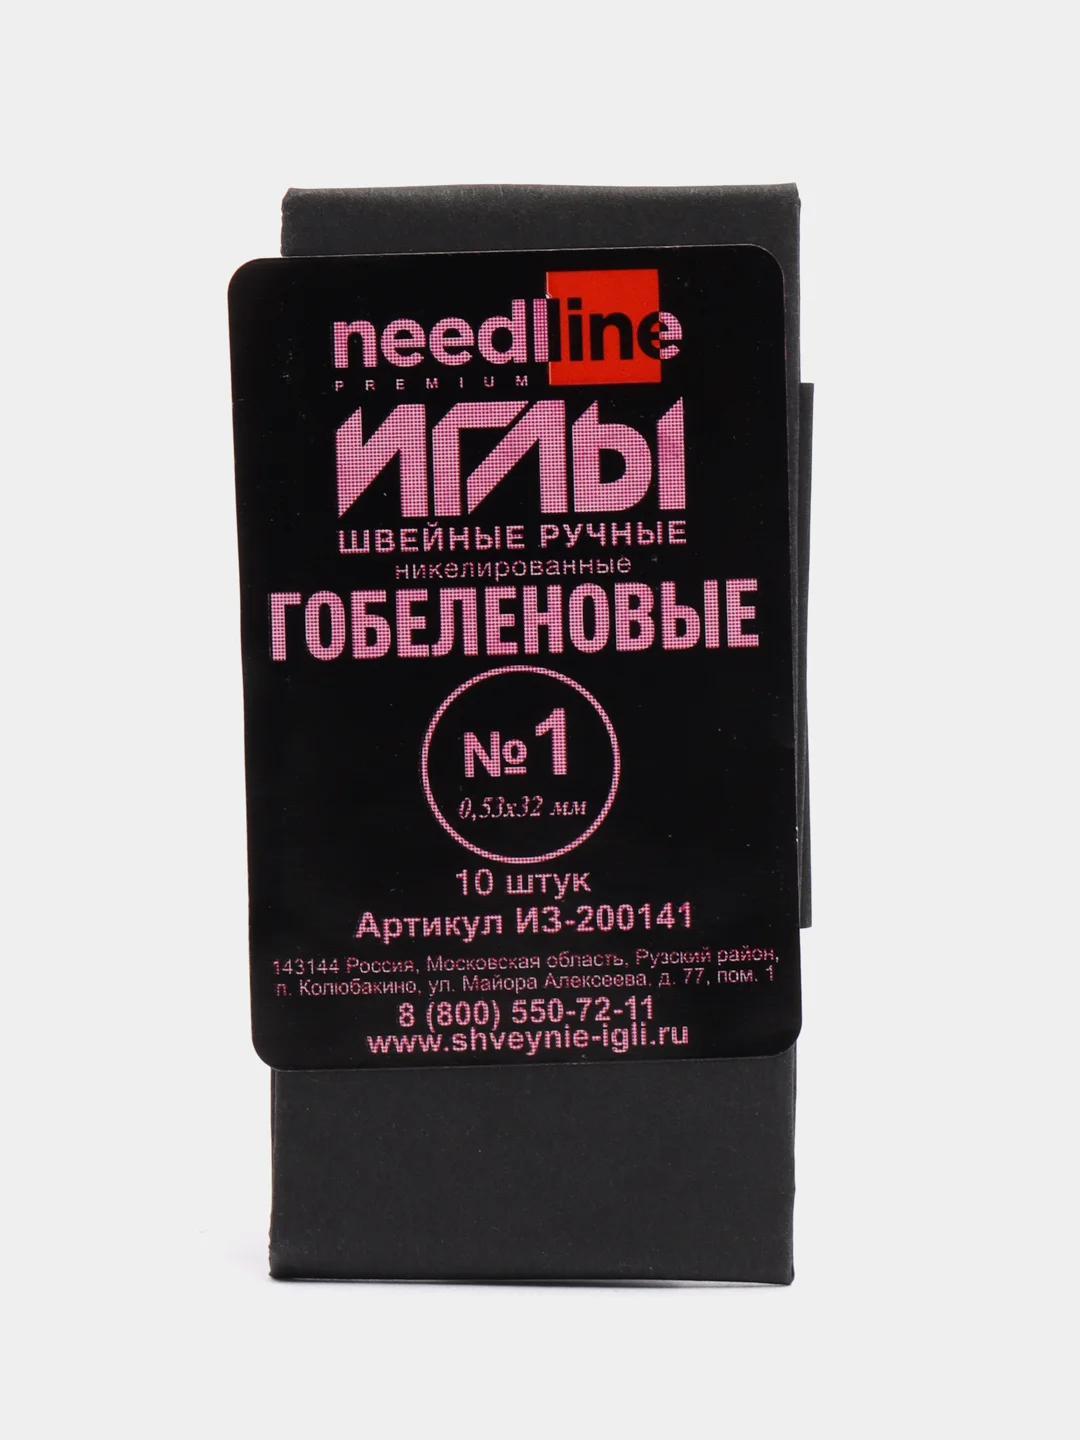 needlline
PREMIUM
ИГЛЫ
ШВЕЙНЫЕ РУЧНЫЕ
никелированные
ГОБЕЛЕНОВЫЕ
№1
0,53х32 мм
10 штук
Артикул ИЗ-200141
143144 Россия, Московская область, Рузский район,
п. Колюбакино, ул. Майора Алексеева, д. 77, пом. 1
8 (800) 550-72-11
www.shveynie-igli.ru